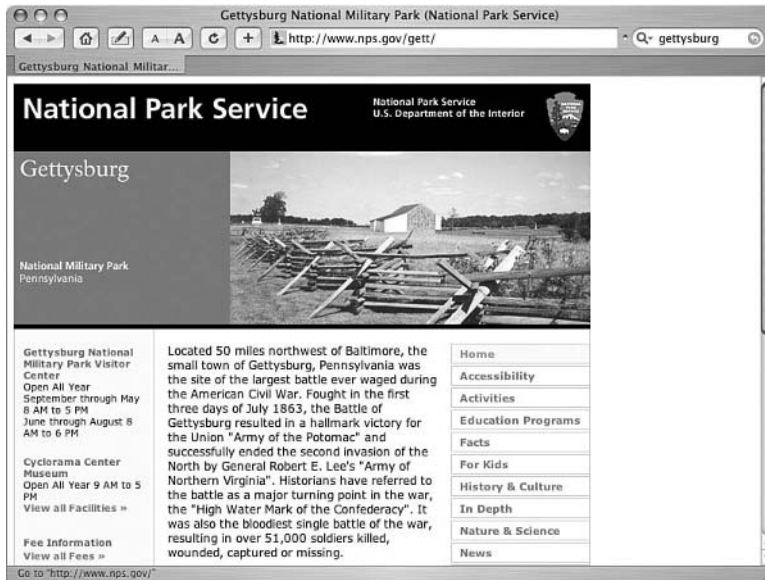 Gettysburg National Military Park (National Park Service)
A A
http://www.nps.gov/gett/
gettysburg
Gettysburg National Militar...
National Park Service
National Park Service
U.S. Department of the Interior
Gettysburg
National Military Park
Pennsylvania
Gettysburg National
Military Park Visitor
Center
Open All Year
September through May
8 AM to 5 PM
June through August 8
AM to 6 PM
Cyclorama Center
Museum
Open All Year 9 AM to 5
PM
View all Facilities »
Fee Information
View all Fees »
Located 50 miles northwest of Baltimore, the
small town of Gettysburg, Pennsylvania was
the site of the largest battle ever waged during
the American Civil War. Fought in the first
three days of July 1863, the Battle of
Gettysburg resulted in a hallmark victory for
the Union "Army of the Potomac" and
successfully ended the second invasion of the
North by General Robert E. Lee's "Army of
Northern Virginia". Historians have referred to
the battle as a major turning point in the war,
the "High Water Mark of the Confederacy". It
was also the bloodiest single battle of the war,
resulting in over 51,000 soldiers killed,
wounded, captured or missing.
Home
Accessibility
Activities
Education Programs
Facts
For Kids
History & Culture
In Depth
Nature & Science
News
Go to "http://www.nps.gov/"